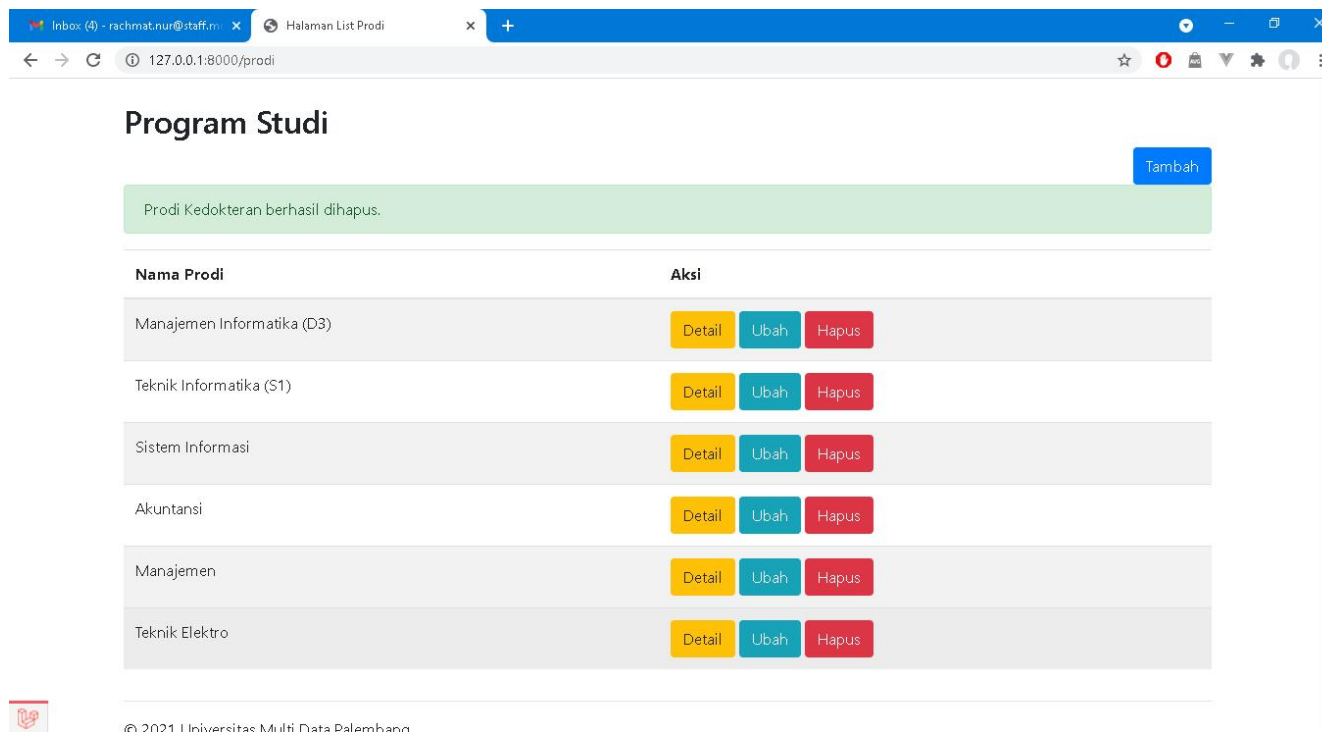 Inbox (4) - rachmat.nur@staff.m
Halaman List Prodi
127.0.0.1:8000/prodi
Program Studi
Tambah
Prodi Kedokteran berhasil dihapus.
Nama Prodi Aksi
Manajemen Informatika (D3) Detail Ubah Hapus
Teknik Informatika (S1) Detail Ubah Hapus
Sistem Informasi Detail Ubah Hapus
Akuntansi Detail Ubah Hapus
Manajemen Detail Ubah Hapus
Teknik Elektro Detail Ubah Hapus
© 2021 Universitas Multi Data Palembang